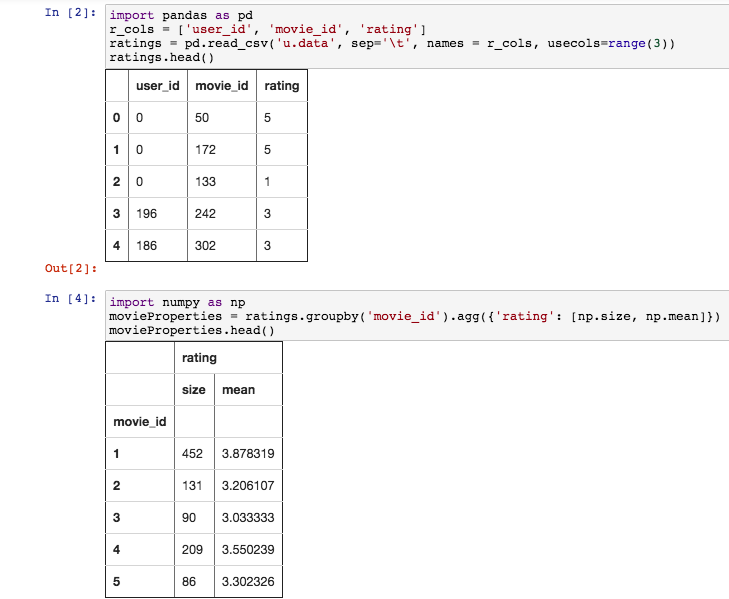 In [2]: import pandas as pd
r_cols = ['user_id', 'movie_id', 'rating']
ratings = pd.read_csv('u.data', sep='\t', names = r_cols, usecols=range(3))
ratings.head()
user_id movie_id rating
0 0 50 5
1 0 172 5
2 0 133 1
3 196 242 3
4 186 302 3
Out[2]:
In [4]: import numpy as np
movieProperties = ratings.groupby('movie_id').agg({'rating': [np.size, np.mean]})
movieProperties.head()
rating
size mean
movie_id
1 452 3.878319
2 131 3.206107
3 90 3.033333
4 209 3.550239
5 86 3.302326